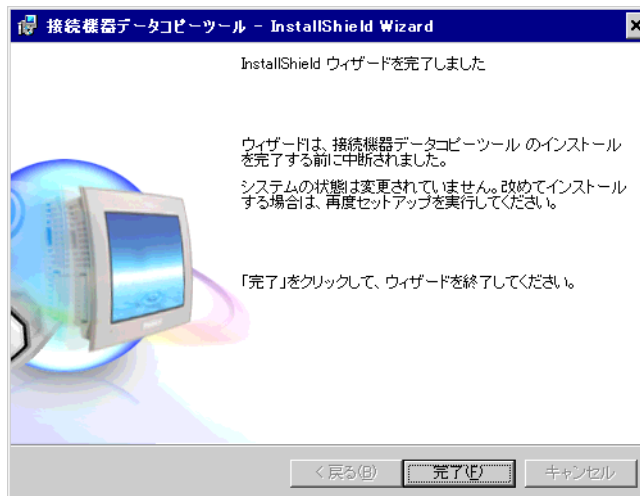 接続機器データコピーツール - InstallShield Wizard
InstallShield ウィザードを完了しました
ウィザードは、接続機器データコピーツール のインストール
を完了する前に中断されました。
システムの状態は変更されていません。改めてインストール
する場合は、再度セットアップを実行してください。
「完了」をクリックして、ウィザードを終了してください。
< 戻る(B)
完了(F)
キャンセル